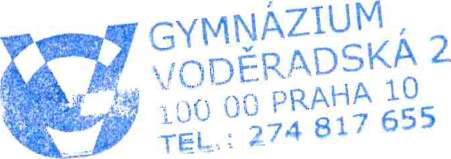 GYMNÁZIUM
VODĚRADSKÁ 2
100 00 PRAHA 10
TEL.: 274 817 655